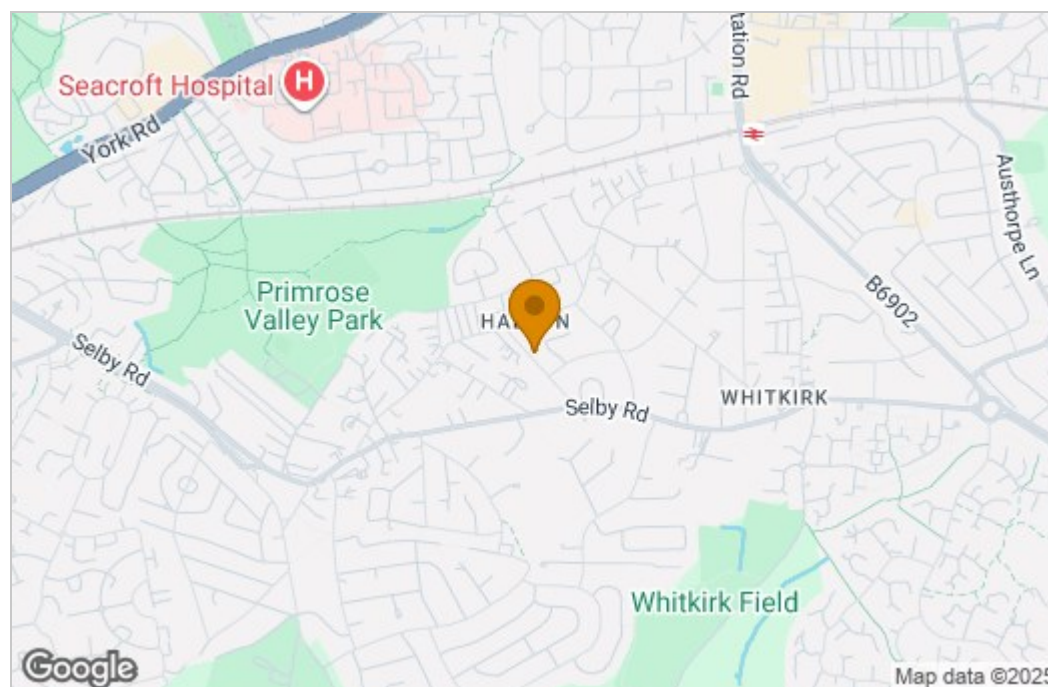 Seacroft Hospital
H
York Rd
tation Rd
Austhorpe Ln
B6902
Primrose
Valley Park
Selby Rd
Selby Rd
WHITKIRK
Whitkirk Field
Google
Map data ©2025